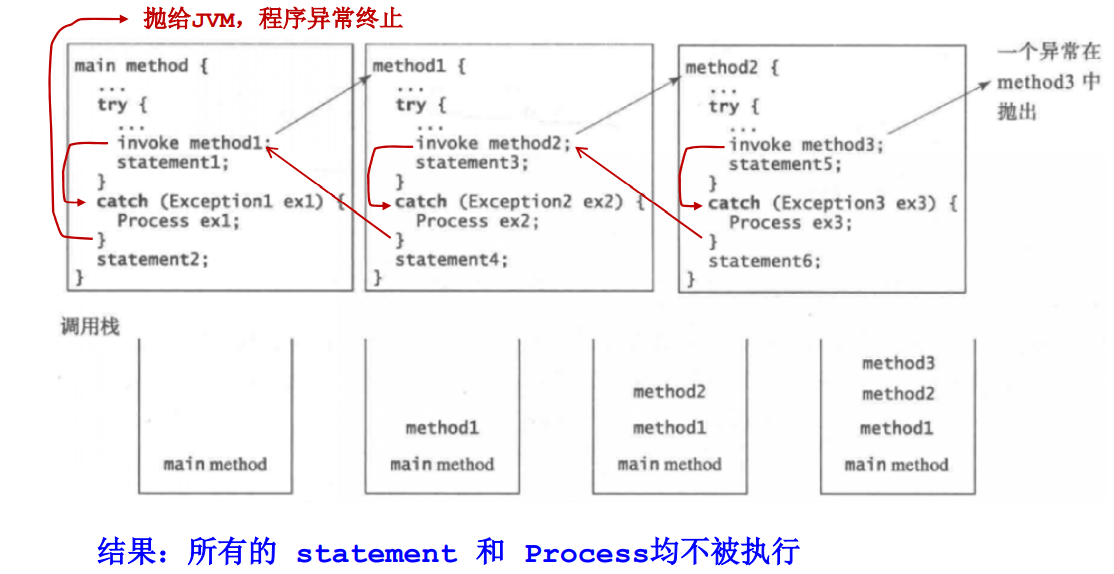 抛给JVM，程序异常终止
main method {
...
try {
...
invoke method1;
statement1;
}
catch (Exception1 ex1) {
Process ex1;
}
statement2;
}
method1 {
...
try {
...
invoke method2;
statement3;
}
catch (Exception2 ex2) {
Process ex2;
}
statement4;
}
method2 {
...
try {
...
invoke method3;
statement5;
}
catch (Exception3 ex3) {
Process ex3;
}
statement6;
}
一个异常在
method3 中
抛出
调用栈
main method
method1
main method
method2
method1
main method
method3
method2
method1
main method
结果：所有的 statement 和 Process均不被执行